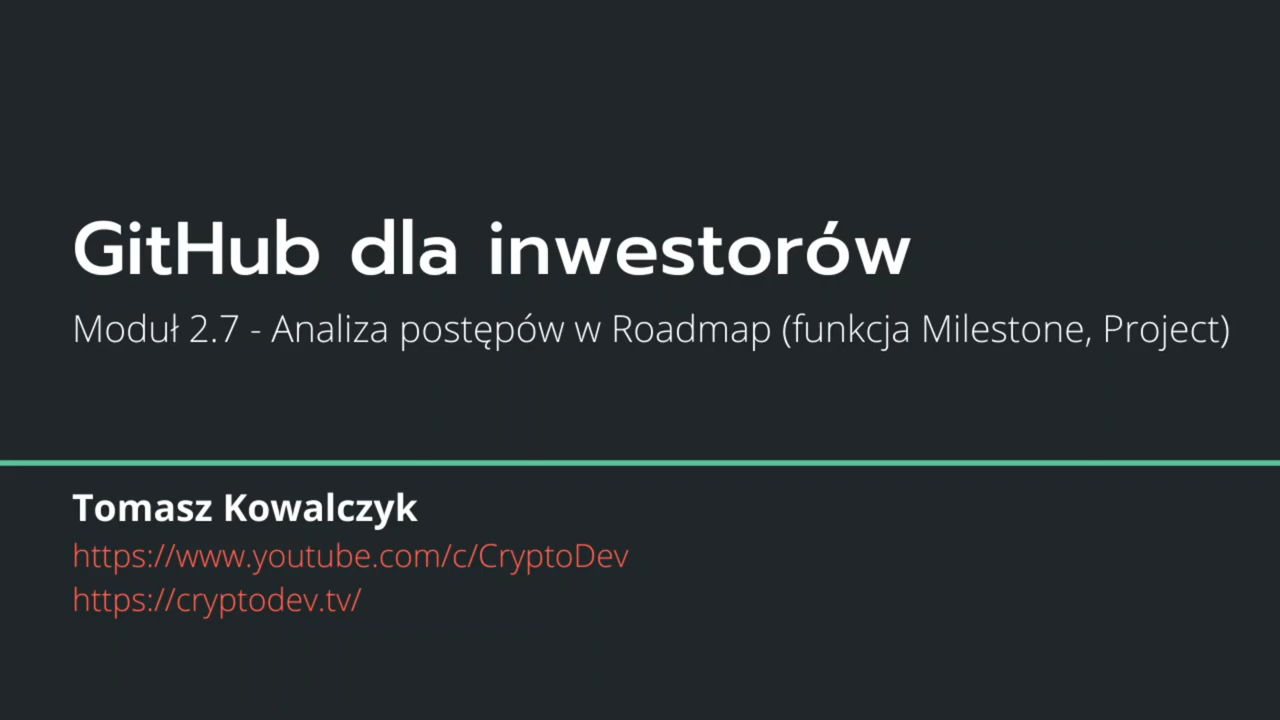 GitHub dla inwestorów
Moduł 2.7 - Analiza postępów w Roadmap (funkcja Milestone, Project)
Tomasz Kowalczyk
https://www.youtube.com/c/CryptoDev
https://cryptodev.tv/